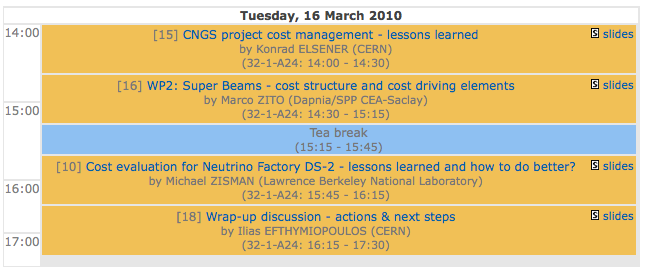 Tuesday, 16 March 2010
14:00
[15] CNGS project cost management - lessons learned
S slides
by Konrad ELSENER (CERN)
(32-1-A24: 14:00 - 14:30)
[16] WP2: Super Beams - cost structure and cost driving elements
S slides
by Marco ZITO (Dapnia/SPP CEA-Saclay)
15:00
(32-1-A24: 14:30 - 15:15)
Tea break
(15:15 - 15:45)
[10] Cost evaluation for Neutrino Factory DS-2 - lessons learned and how to do better?
S slides
by Michael ZISMAN (Lawrence Berkeley National Laboratory)
16:00
(32-1-A24: 15:45 - 16:15)
[18] Wrap-up discussion - actions & next steps
S slides
by Ilias EFTHYMIOPOULOS (CERN)
17:00
(32-1-A24: 16:15 - 17:30)